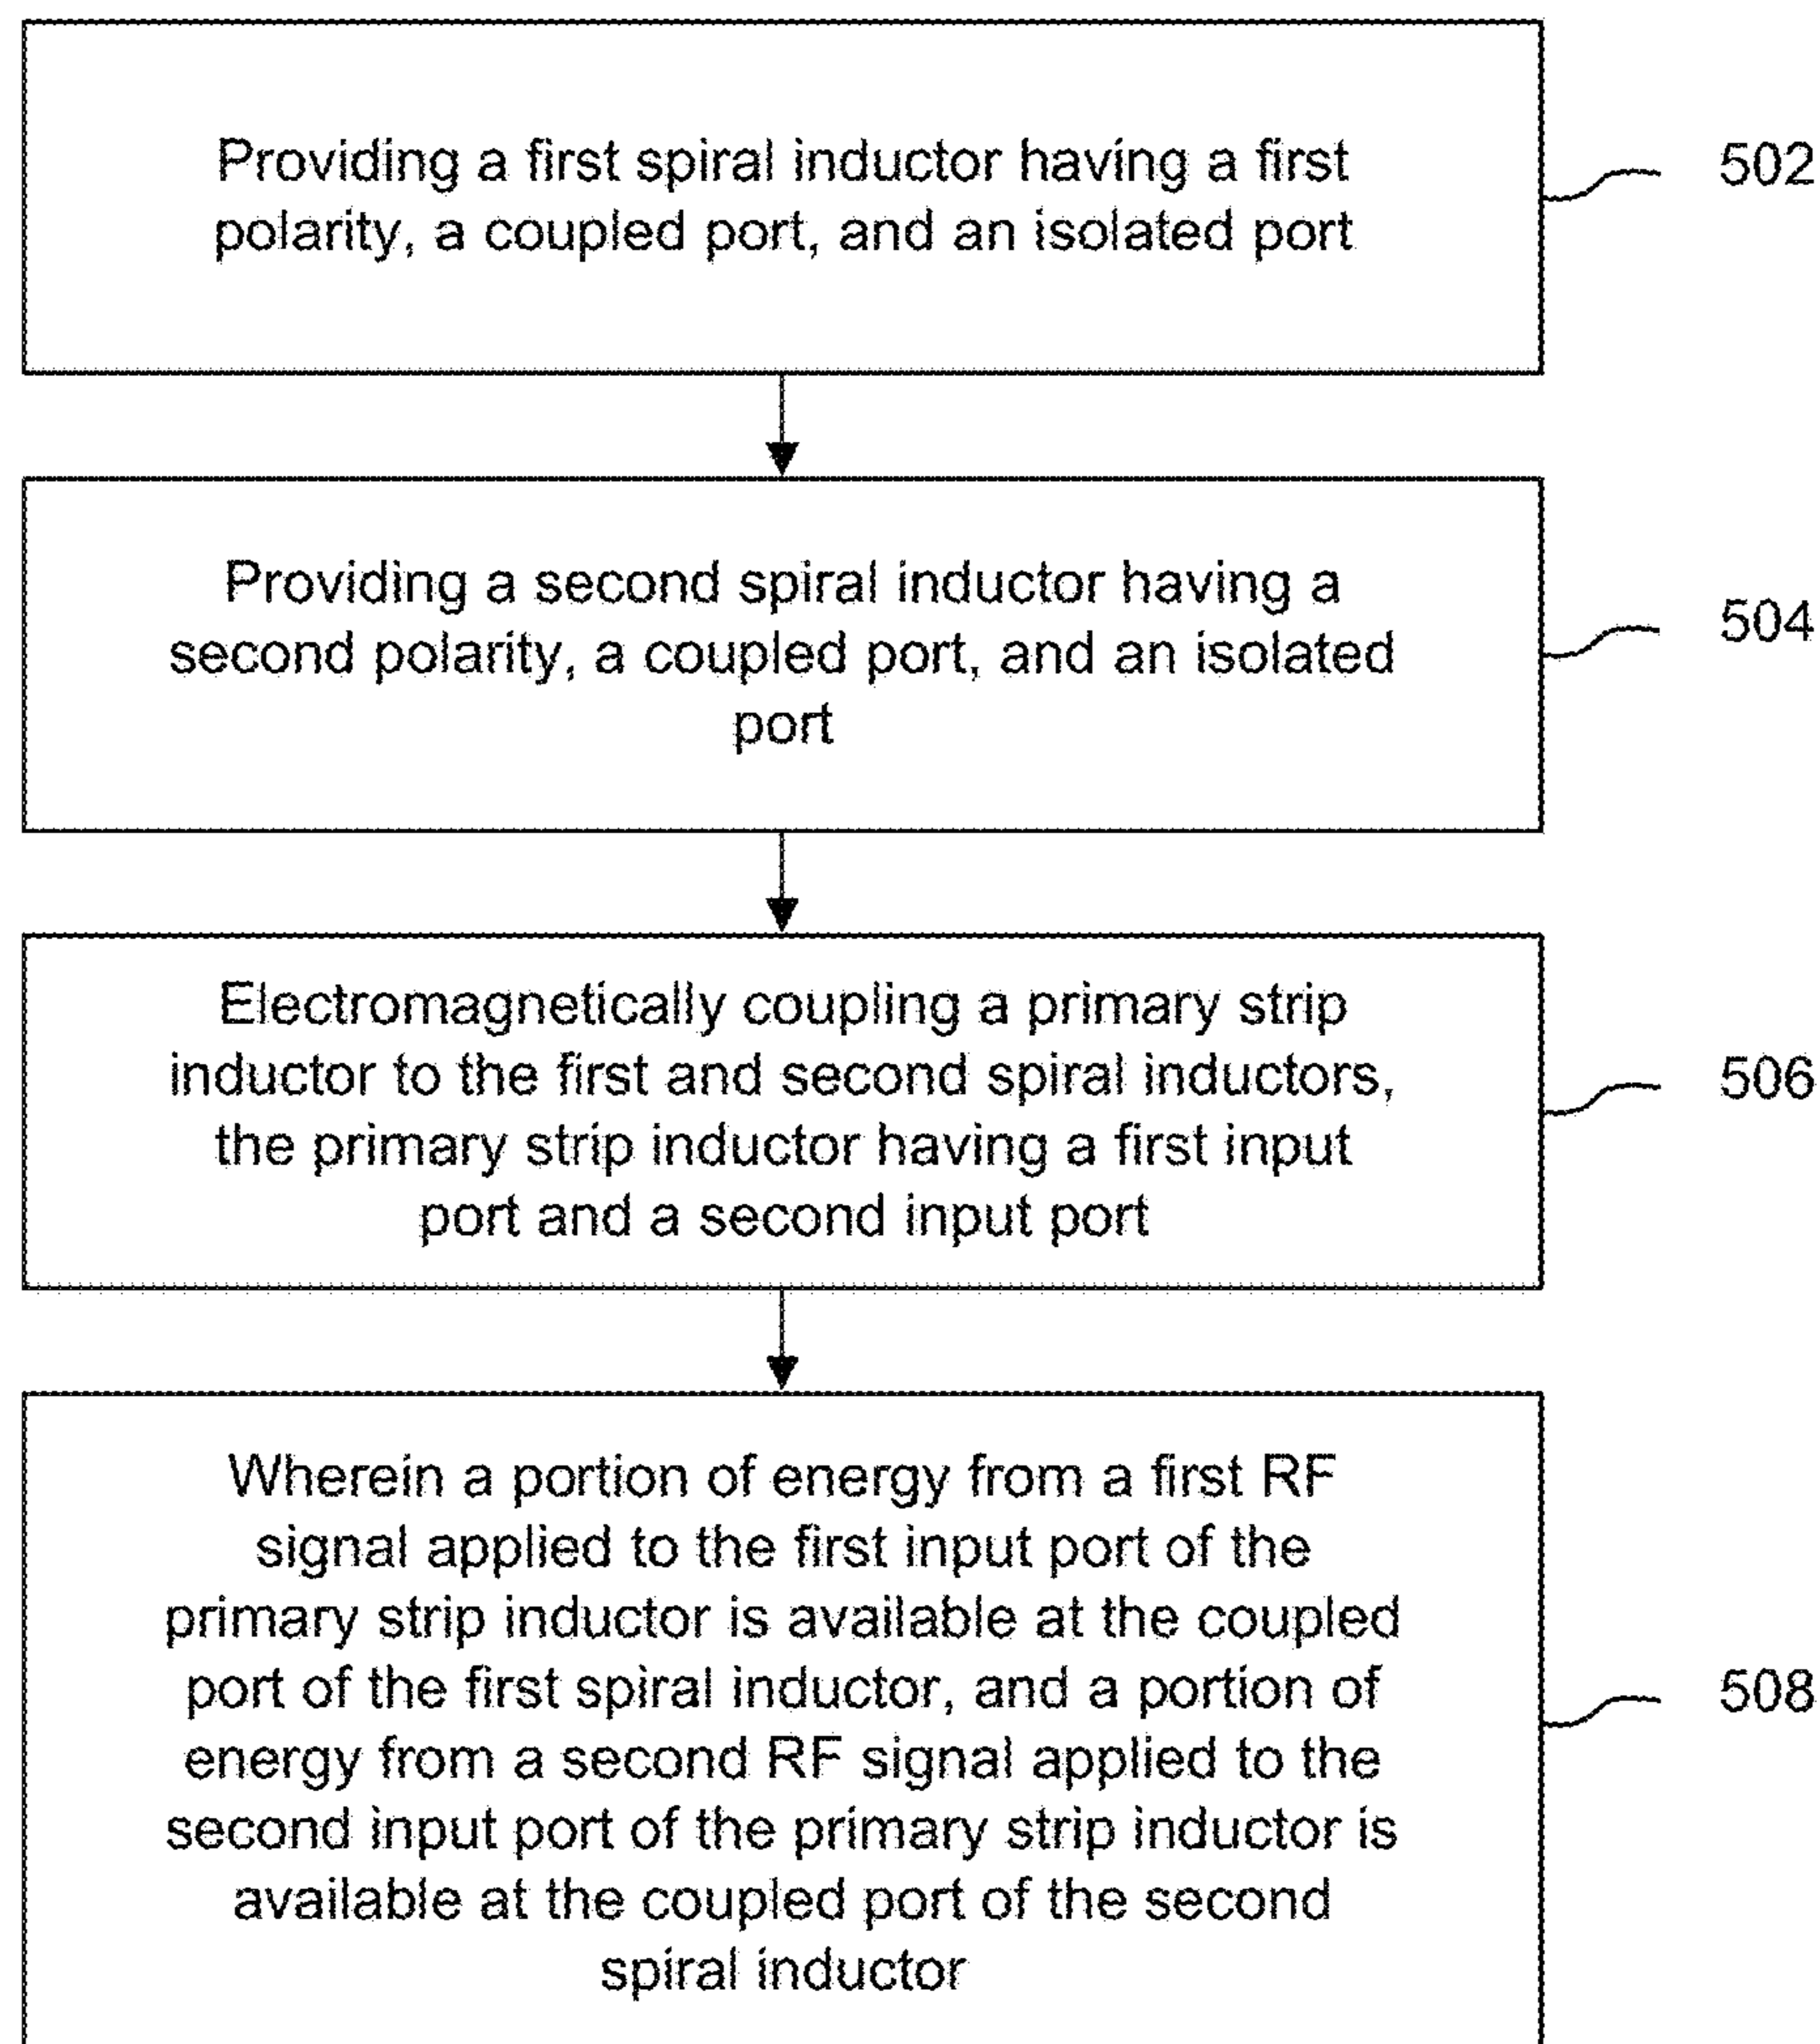 Providing a first spiral inductor having a first
polarity, a coupled port, and an isolated port
502
Providing a second spiral inductor having a
second polarity, a coupled port, and an isolated
port
504
Electromagnetically coupling a primary strip
inductor to the first and second spiral inductors,
the primary strip inductor having a first input
port and a second input port
506
Wherein a portion of energy from a first RF
signal applied to the first input port of the
primary strip inductor is available at the coupled
port of the first spiral inductor, and a portion of
energy from a second RF signal applied to the
second input port of the primary strip inductor is
available at the coupled port of the second
spiral inductor
508